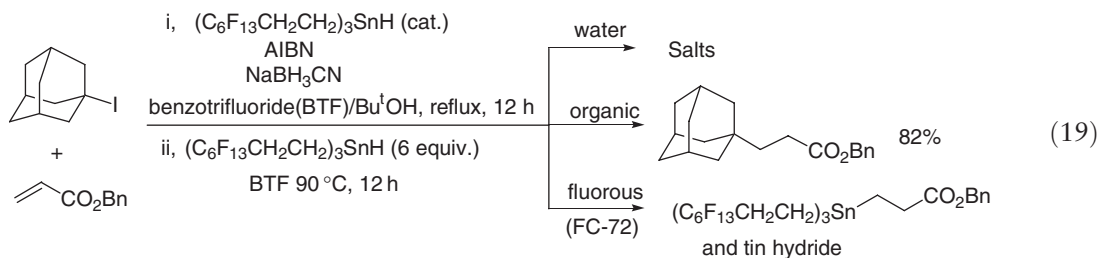 i, (C₆F₁₃CH₂CH₂)₃SnH (cat.)
AIBN
NaBH₃CN
benzotrifluoride(BTF)/BuᵗOH, reflux, 12 h
ii, (C₆F₁₃CH₂CH₂)₃SnH (6 equiv.)
BTF 90 °C, 12 h
I
+
CO₂Bn
water
Salts
organic
CO₂Bn
82%
fluorous
(FC-72)
(C₆F₁₃CH₂CH₂)₃Sn
CO₂Bn
and tin hydride
(19)